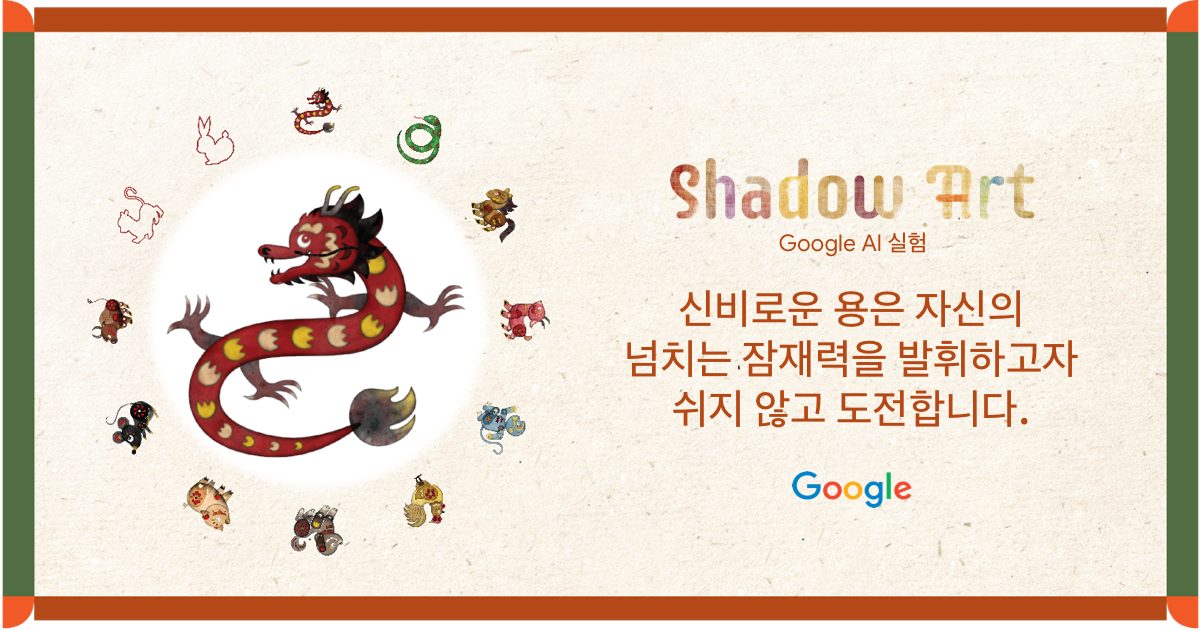 Shadow Art
Google AI 실험
신비로운 용은 자신의
넘치는 잠재력을 발휘하고자
쉬지 않고 도전합니다.
Google